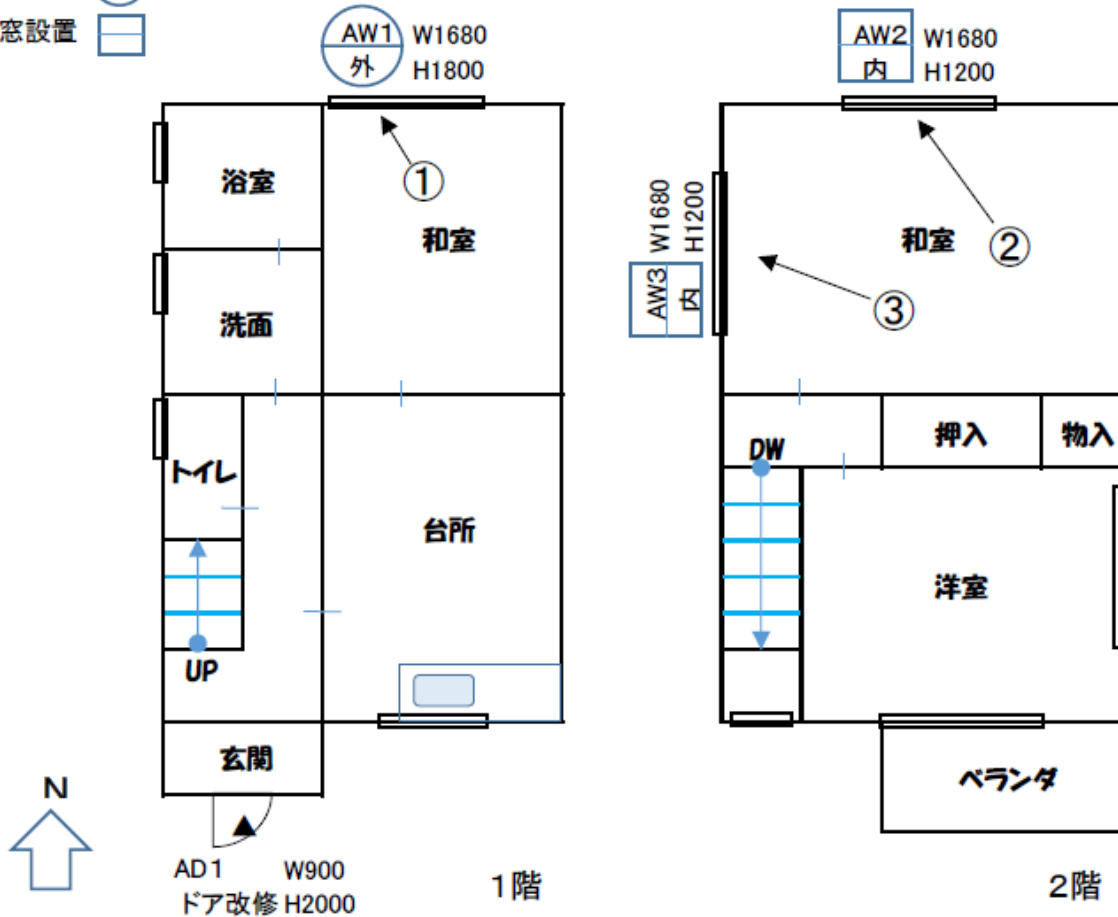 窓設置
AW1 W1680
外 H1800
AW2 W1680
内 H1200
浴室
①
和室
洗面
トイレ
台所
UP
玄関
N
AD1 W900
ドア改修 H2000
1階
AW3 W1680
内 H1200
和室
②
③
DW
押入
物入
洋室
ベランダ
2階